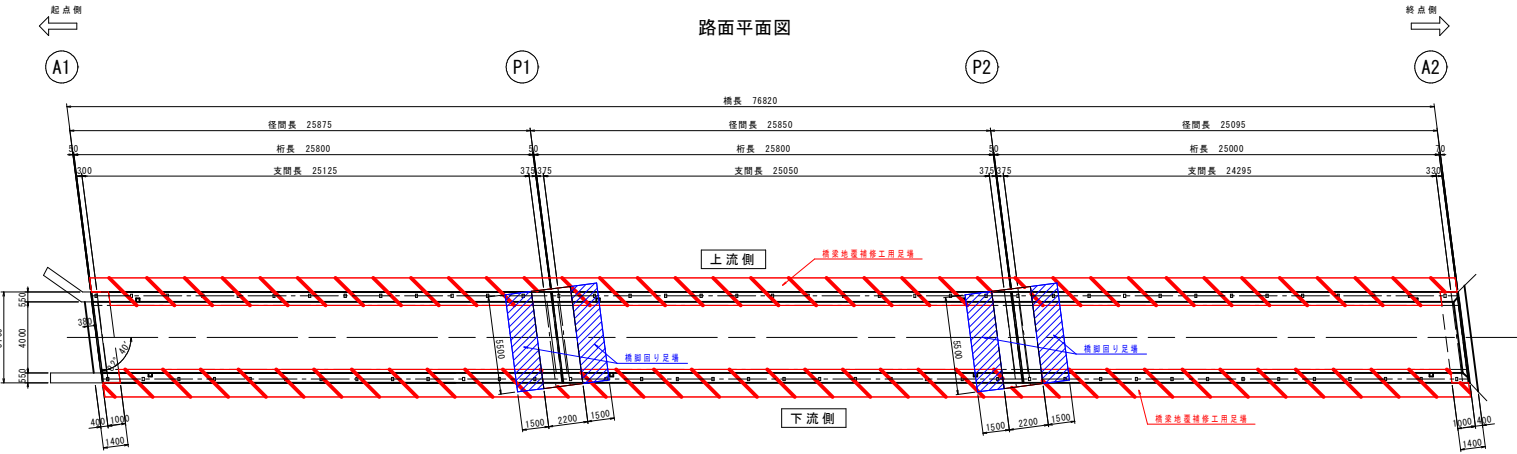 起点側
終点側
路面平面図
A1
P1
P2
A2
橋長 76820
径間長 25875
径間長 25850
径間長 25095
50
桁長 25800
50
桁長 25800
50
桁長 25000
70
300
支間長 25125
375
375
支間長 25050
375
375
支間長 24295
330
上流側
橋梁地覆補修工用足場
550
380
4000
82° 40'
550
5500
橋脚回り足場
5500
橋脚回り足場
400
1000
1400
1500
2200
1500
下流側
1500
2200
1500
橋梁地覆補修工用足場
1000
400
1400